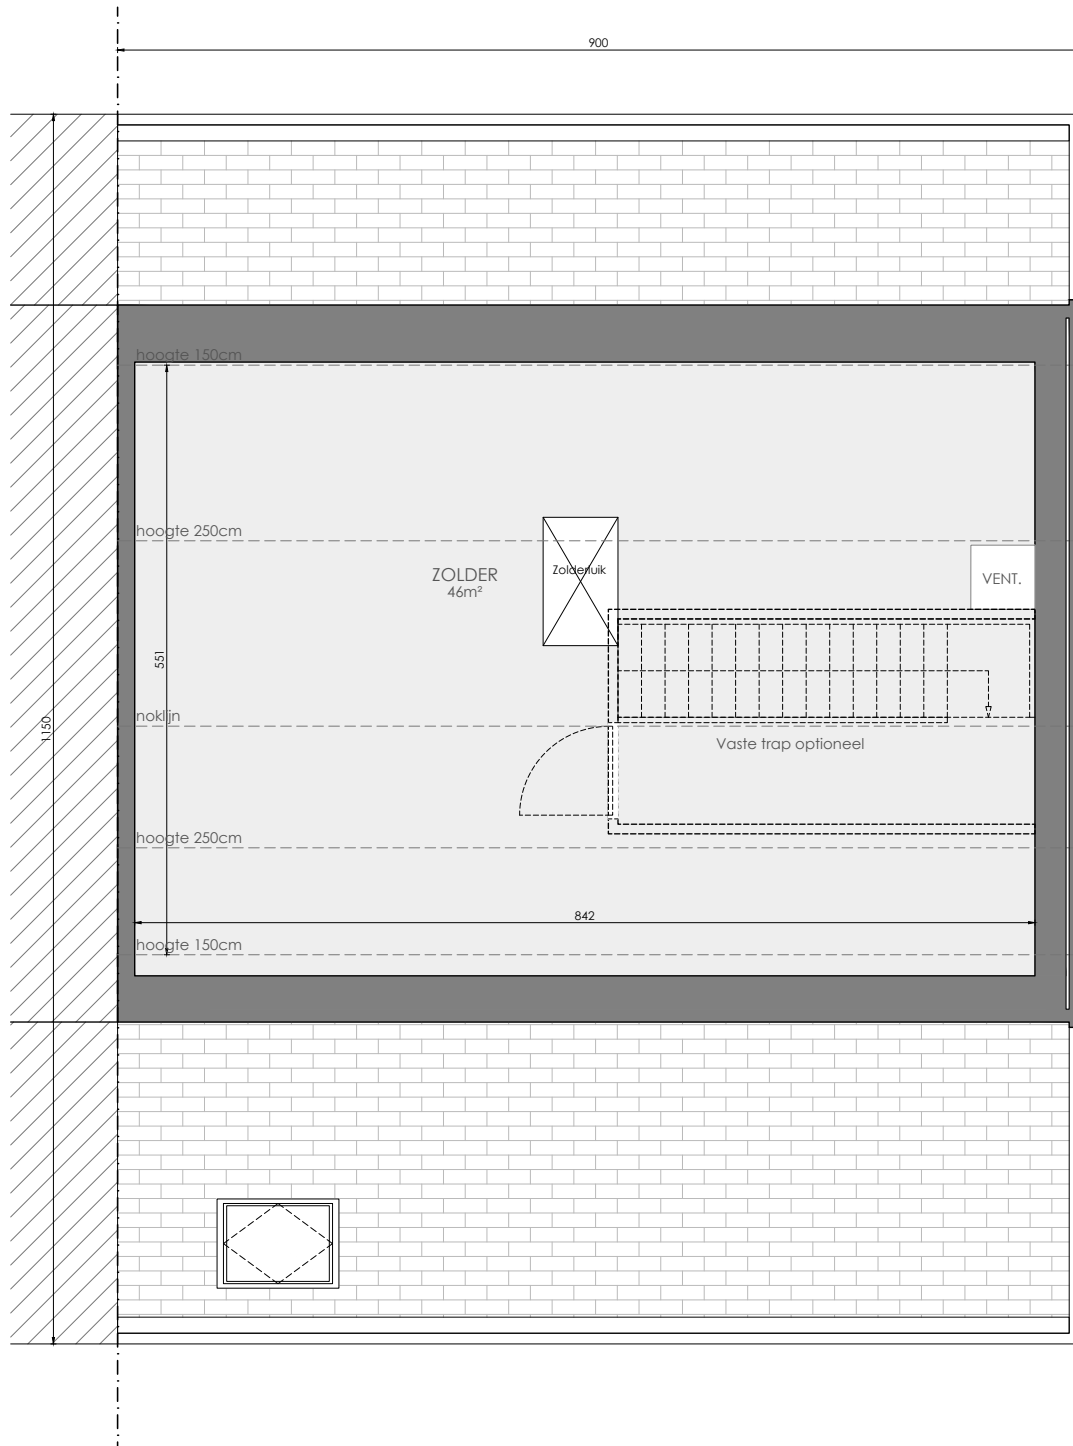 900
hoogte 150cm
hoogte 250cm
Zolderluik
ZOLDER
46m²
VENT.
551
noklijn
1150
Vaste trap optioneel
hoogte 250cm
842
hoogte 150cm